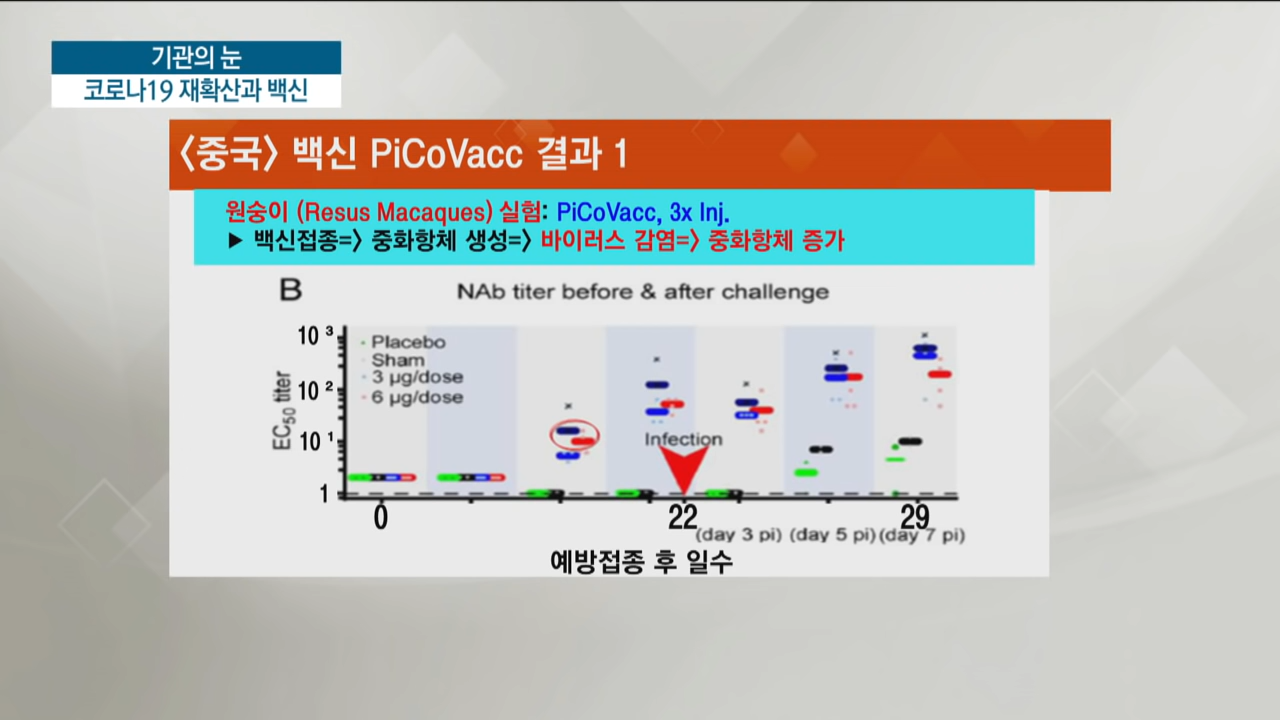 기관의 눈
코로나19 재확산과 백신
〈중국〉 백신 PiCoVacc 결과 1
원숭이 (Resus Macaques) 실험: PiCoVacc, 3x Inj.
▶ 백신접종=> 중화항체 생성=> 바이러스 감염=> 중화항체 증가
B
NAb titer before & after challenge
10³
10²
10¹
1
EC₅₀ titer
Placebo
Sham
3 µg/dose
6 µg/dose
Infection
0
22
29
(day 3 pi) (day 5 pi) (day 7 pi)
예방접종 후 일수